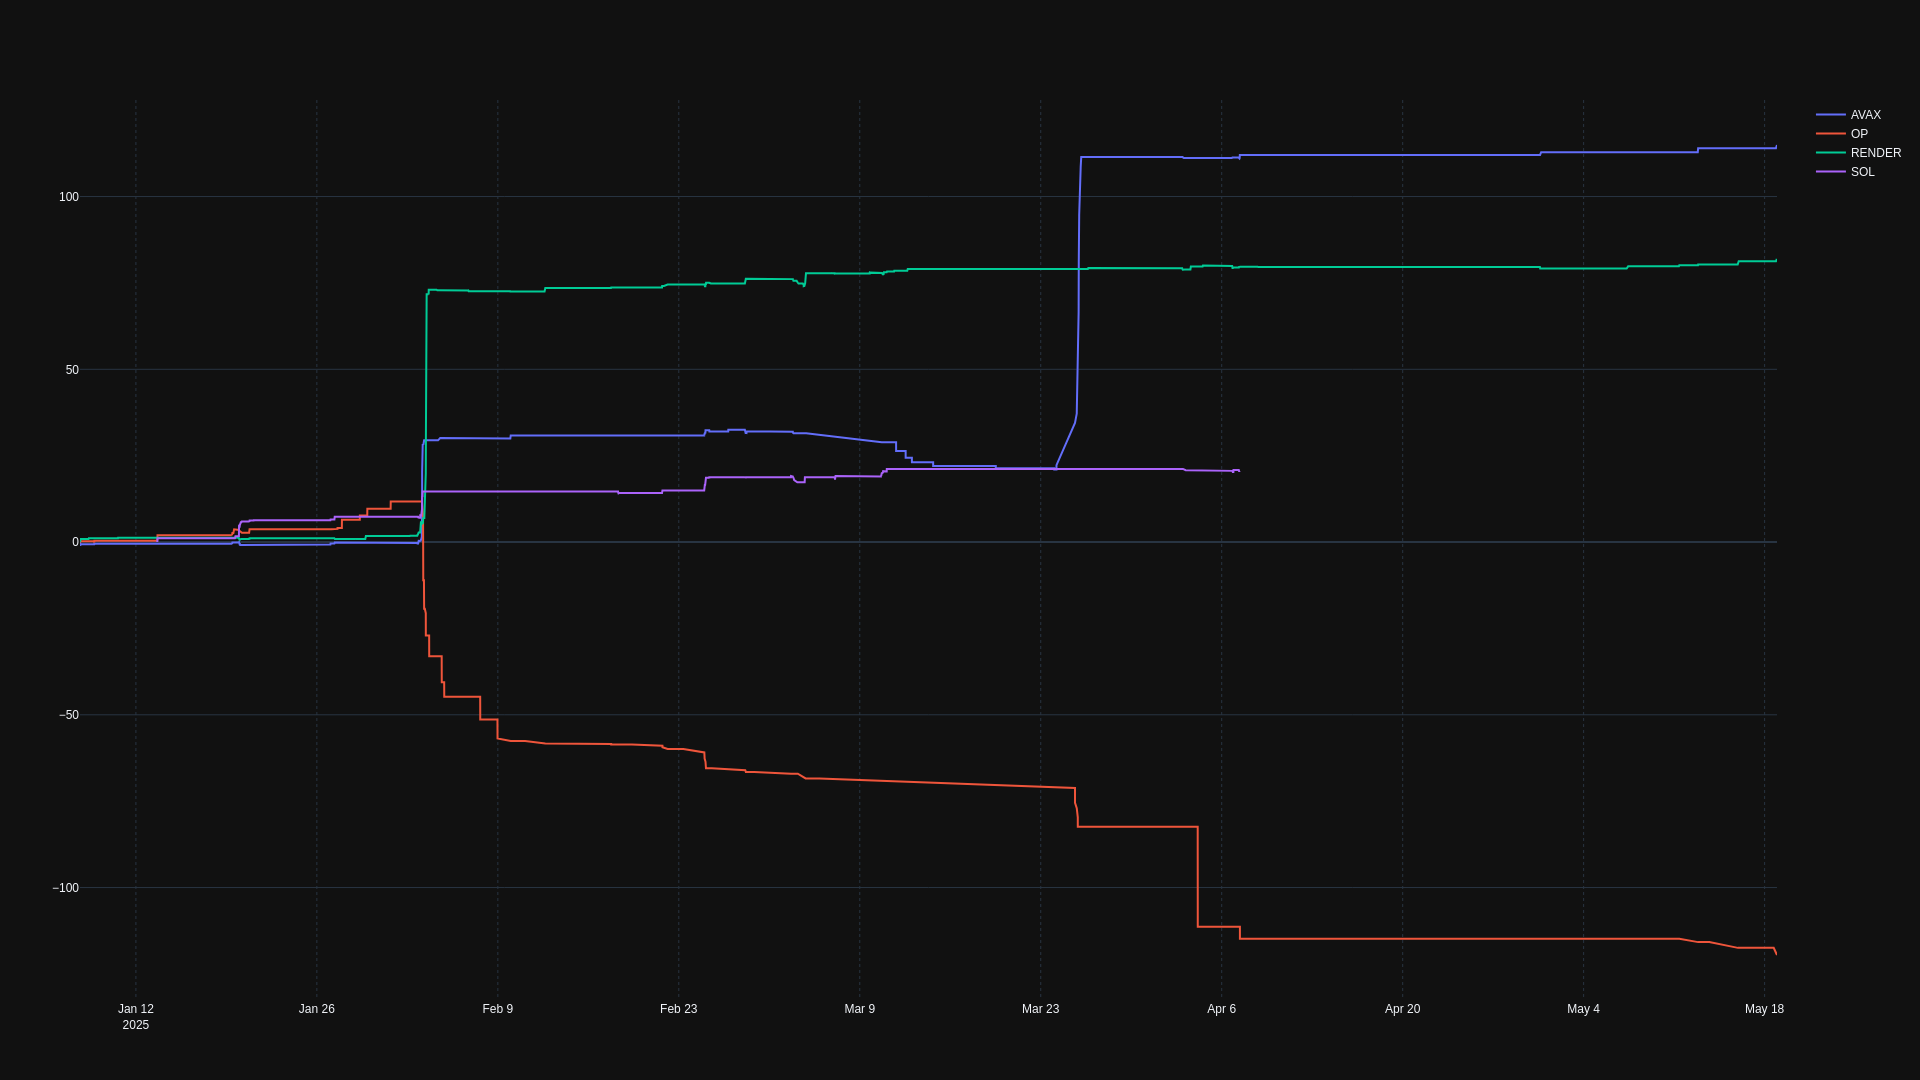 AVAX
OP
RENDER
SOL
100
50
0
−50
−100
Jan 12
2025
Jan 26
Feb 9
Feb 23
Mar 9
Mar 23
Apr 6
Apr 20
May 4
May 18